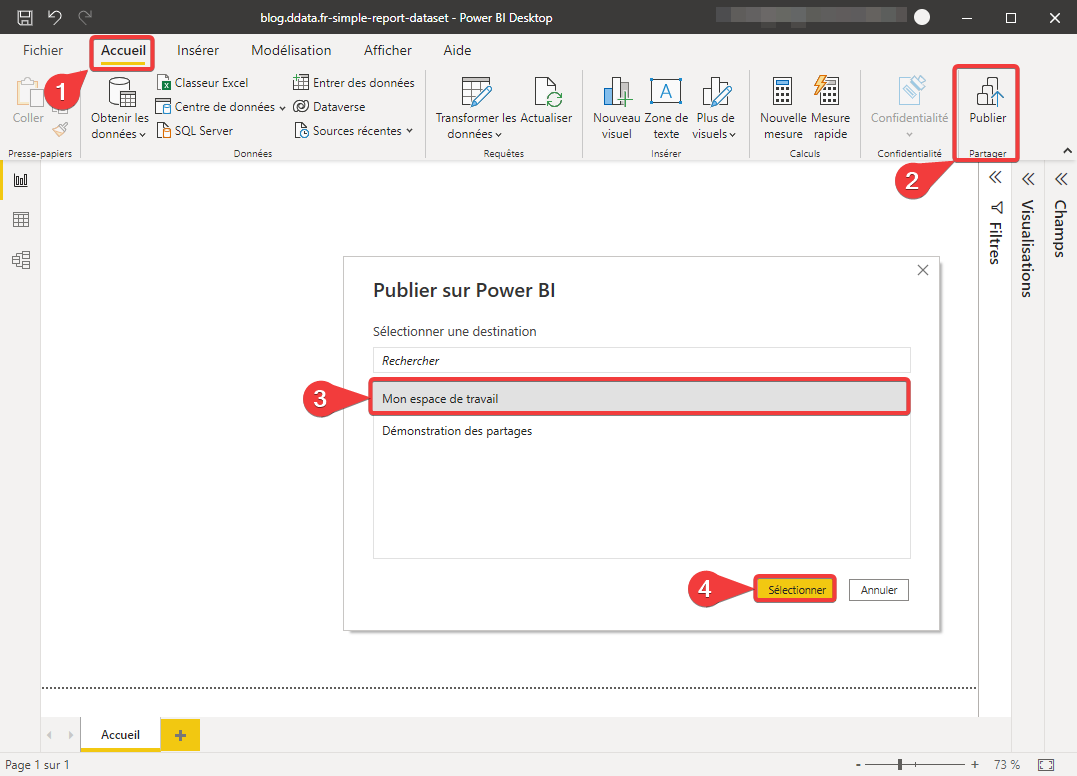 blog.ddata.fr-simple-report-dataset - Power BI Desktop
Fichier Accueil Insérer Modélisation Afficher Aide
1
Coller
Presse-papiers
Obtenir les
données
Classeur Excel
Centre de données
SQL Server
Entrer des données
Dataverse
Sources récentes
Données
Transformer les
données
Actualiser
Requêtes
Nouveau
visuel
Zone de
texte
A
Plus de
visuels
Insérer
Nouvelle
mesure
Mesure
rapide
Calculs
Confidentialité
Confidentialité
Publier
Partager
2
Filtres
Visualisations
Champs
Publier sur Power BI
Sélectionner une destination
Rechercher
3
Mon espace de travail
Démonstration des partages
4
Sélectionner
Annuler
Accueil +
Page 1 sur 1
- + 73 %